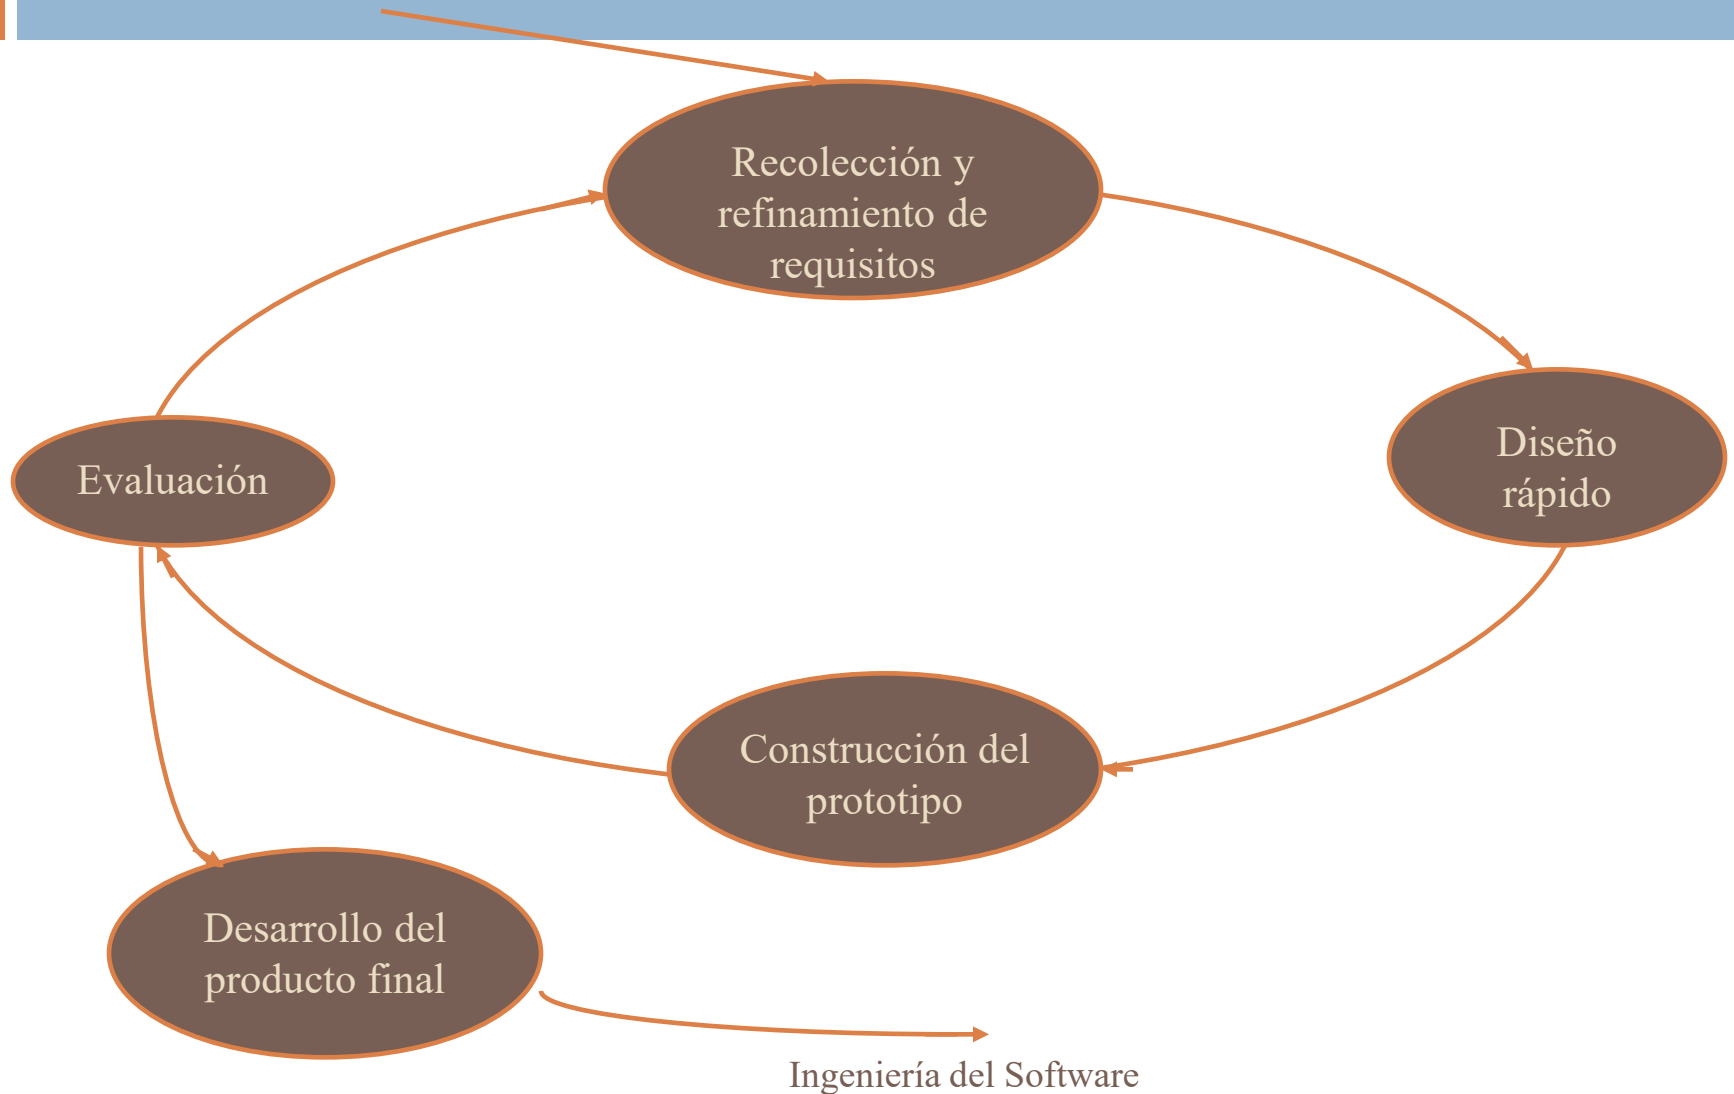 Recolección y
refinamiento de
requisitos
Evaluación
Diseño
rápido
Construcción del
prototipo
Desarrollo del
producto final
Ingeniería del Software